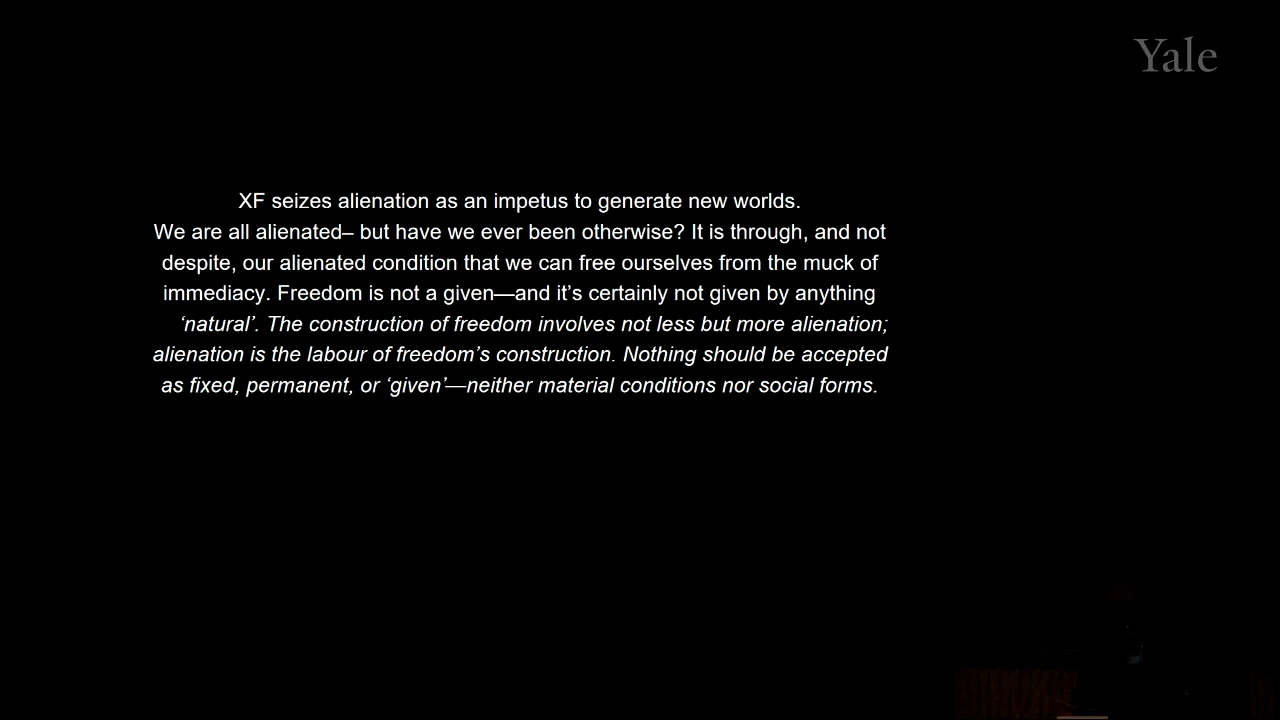 Yale
XF seizes alienation as an impetus to generate new worlds.
We are all alienated– but have we ever been otherwise? It is through, and not
despite, our alienated condition that we can free ourselves from the muck of
immediacy. Freedom is not a given—and it’s certainly not given by anything
‘natural’. The construction of freedom involves not less but more alienation;
alienation is the labour of freedom’s construction. Nothing should be accepted
as fixed, permanent, or ‘given’—neither material conditions nor social forms.